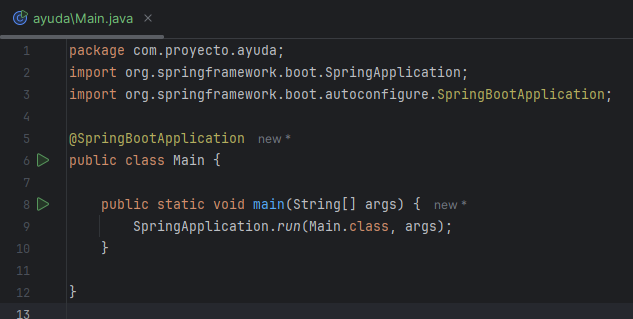 ayuda\Main.java ×
1 package com.proyecto.ayuda;
2 import org.springframework.boot.SpringApplication;
3 import org.springframework.boot.autoconfigure.SpringBootApplication;
4
5 @SpringBootApplication new *
6 public class Main {
7
8 public static void main(String[] args) { new *
9 SpringApplication.run(Main.class, args);
10 }
11
12 }
13